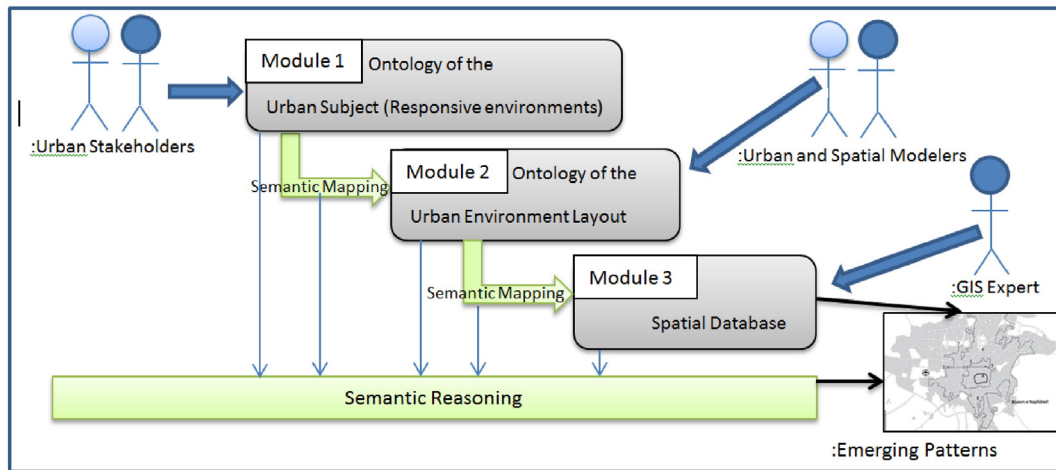 Module 1
Ontology of the
Urban Subject (Responsive environments)
:Urban Stakeholders
:Urban and Spatial Modelers
Semantic Mapping
Module 2
Ontology of the
Urban Environment Layout
Semantic Mapping
Module 3
Spatial Database
:GIS Expert
Semantic Reasoning
:Emerging Patterns